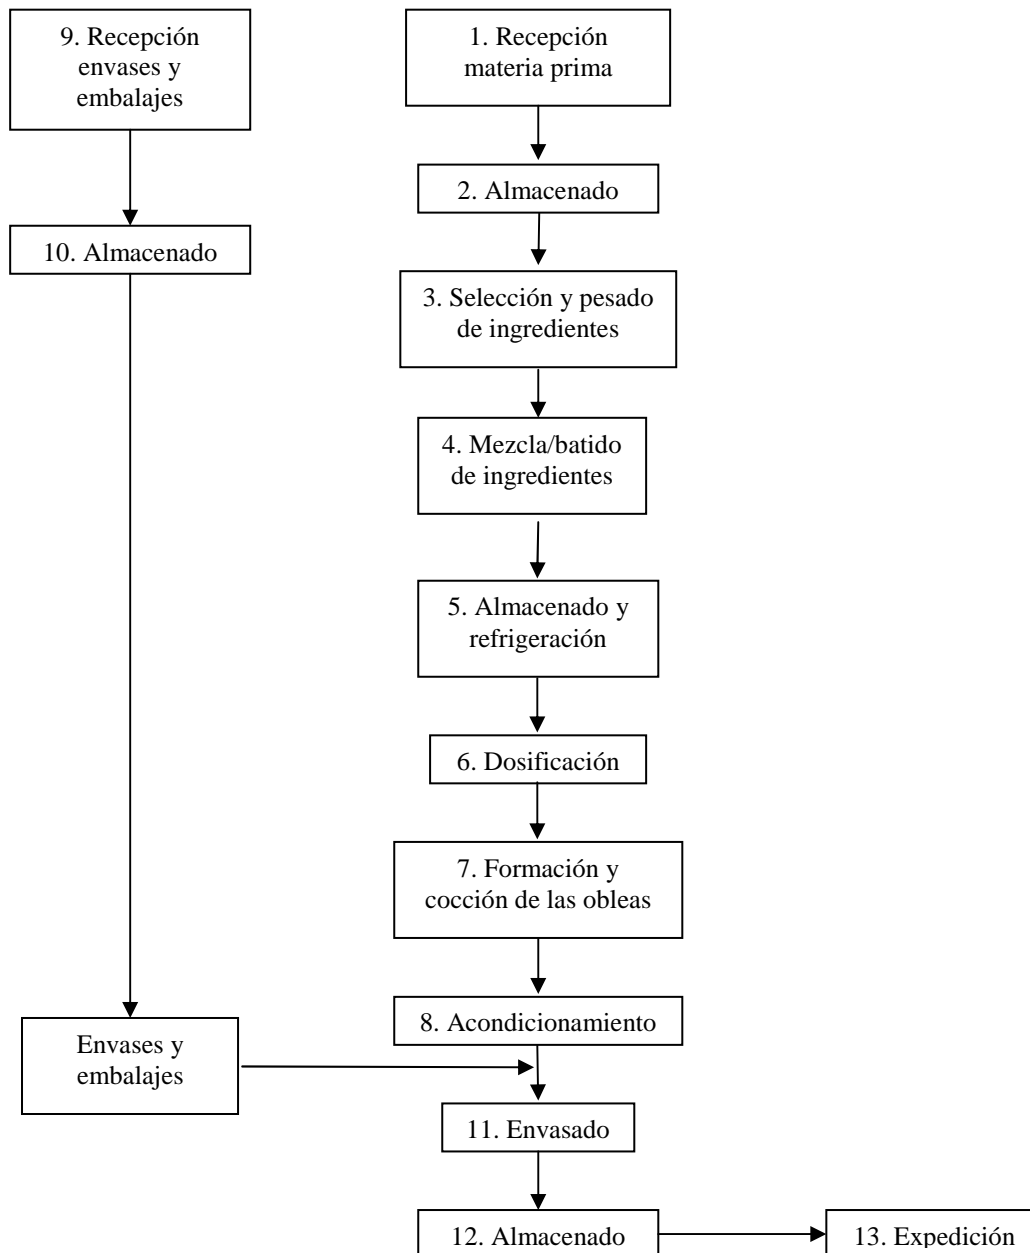 9. Recepción
envases y
embalajes
1. Recepción
materia prima
2. Almacenado
10. Almacenado
3. Selección y pesado
de ingredientes
4. Mezcla/batido
de ingredientes
5. Almacenado y
refrigeración
6. Dosificación
7. Formación y
cocción de las obleas
8. Acondicionamiento
Envases y
embalajes
11. Envasado
12. Almacenado
13. Expedición